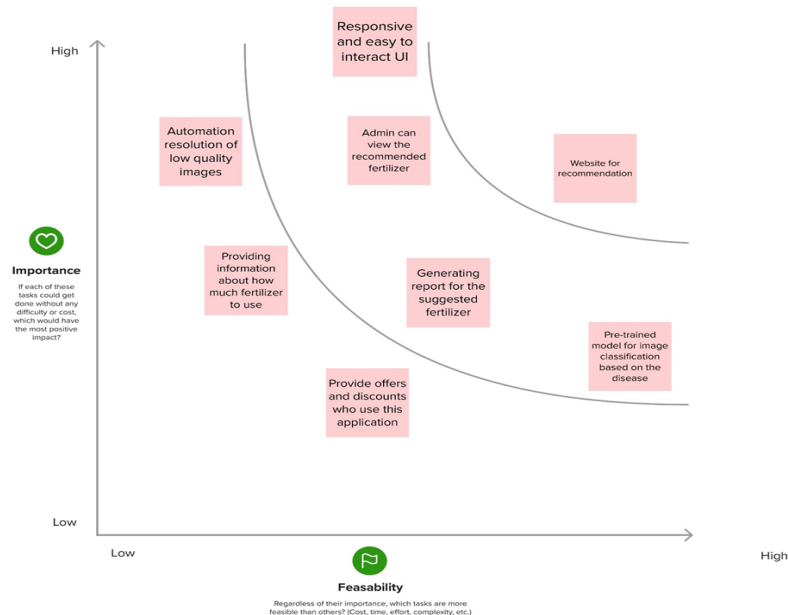 Responsive
and easy to
interact UI
High
Automation
resolution of
low quality
images
Admin can
view the
recommended
fertilizer
Website for
recommendation
Importance
If each of these
tasks could get
done without any
difficulty or cost,
which would have
the most positive
impact?
Providing
information
about how
much fertilizer
to use
Generating
report for the
suggested
fertilizer
Pre-trained
model for image
classification
based on the
disease
Provide offers
and discounts
who use this
application
Low
Low
High
Feasability
Regardless of their importance, which tasks are more
feasible than others? (Cost, time, effort, complexity, etc.)